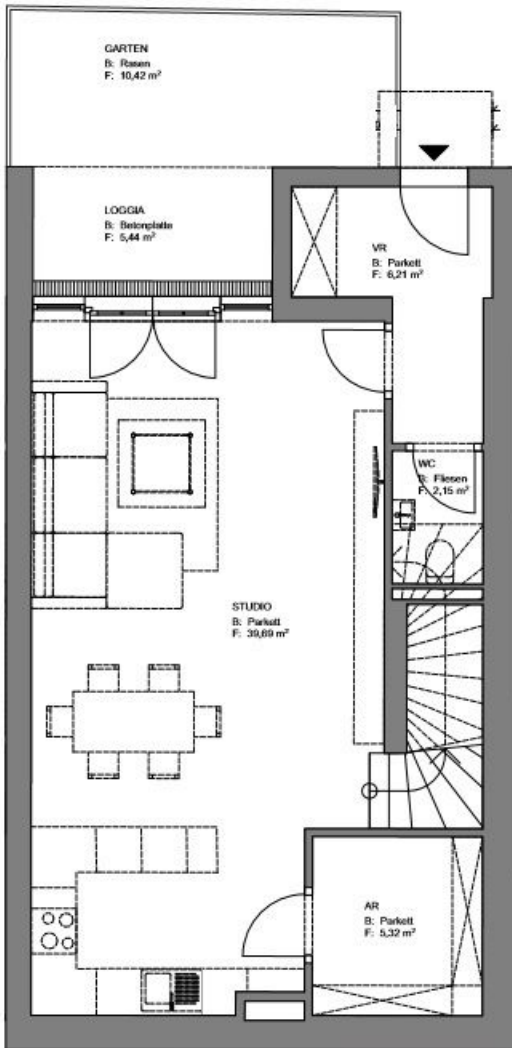 GARTEN
B: Rasen
F: 10,42 m²
LOGGIA
B: Betonplatte
F: 5,44 m²
VR
B: Parkett
F: 6,21 m²
WC
B: Fliesen
F: 2,15 m²
STUDIO
B: Parkett
F: 39,69 m²
AR
B: Parkett
F: 5,32 m²